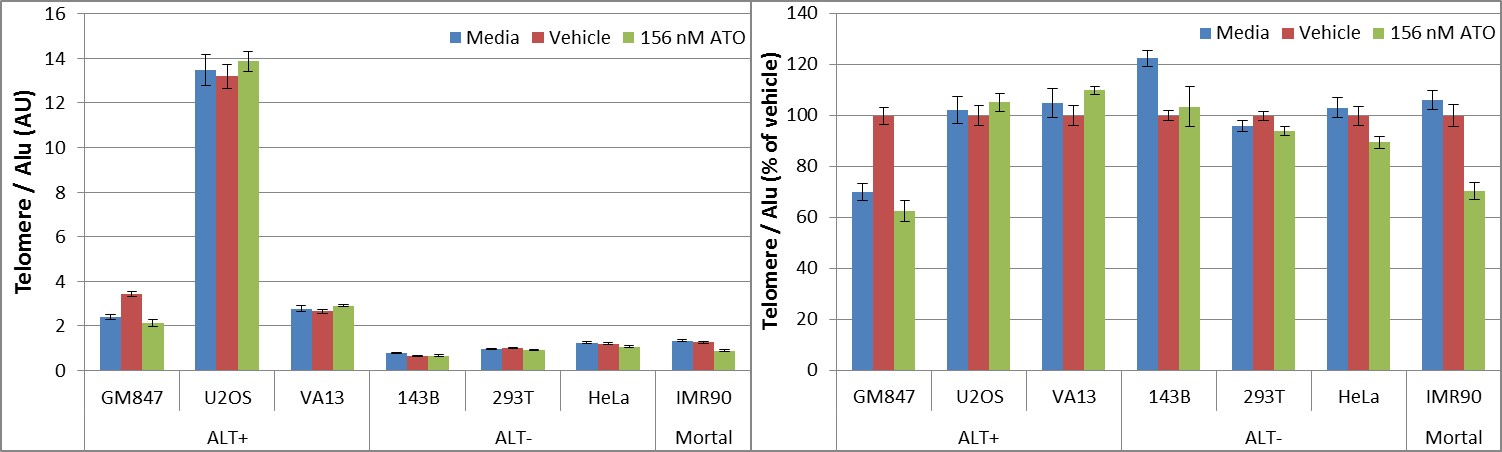 Telomere / Alu (AU)
16
14
12
10
8
6
4
2
0
Media Vehicle 156 nM ATO
GM847 U2OS VA13 143B 293T HeLa IMR90
ALT+ ALT- Mortal
Telomere / Alu (% of vehicle)
140
120
100
80
60
40
20
0
Media Vehicle 156 nM ATO
GM847 U2OS VA13 143B 293T HeLa IMR90
ALT+ ALT- Mortal